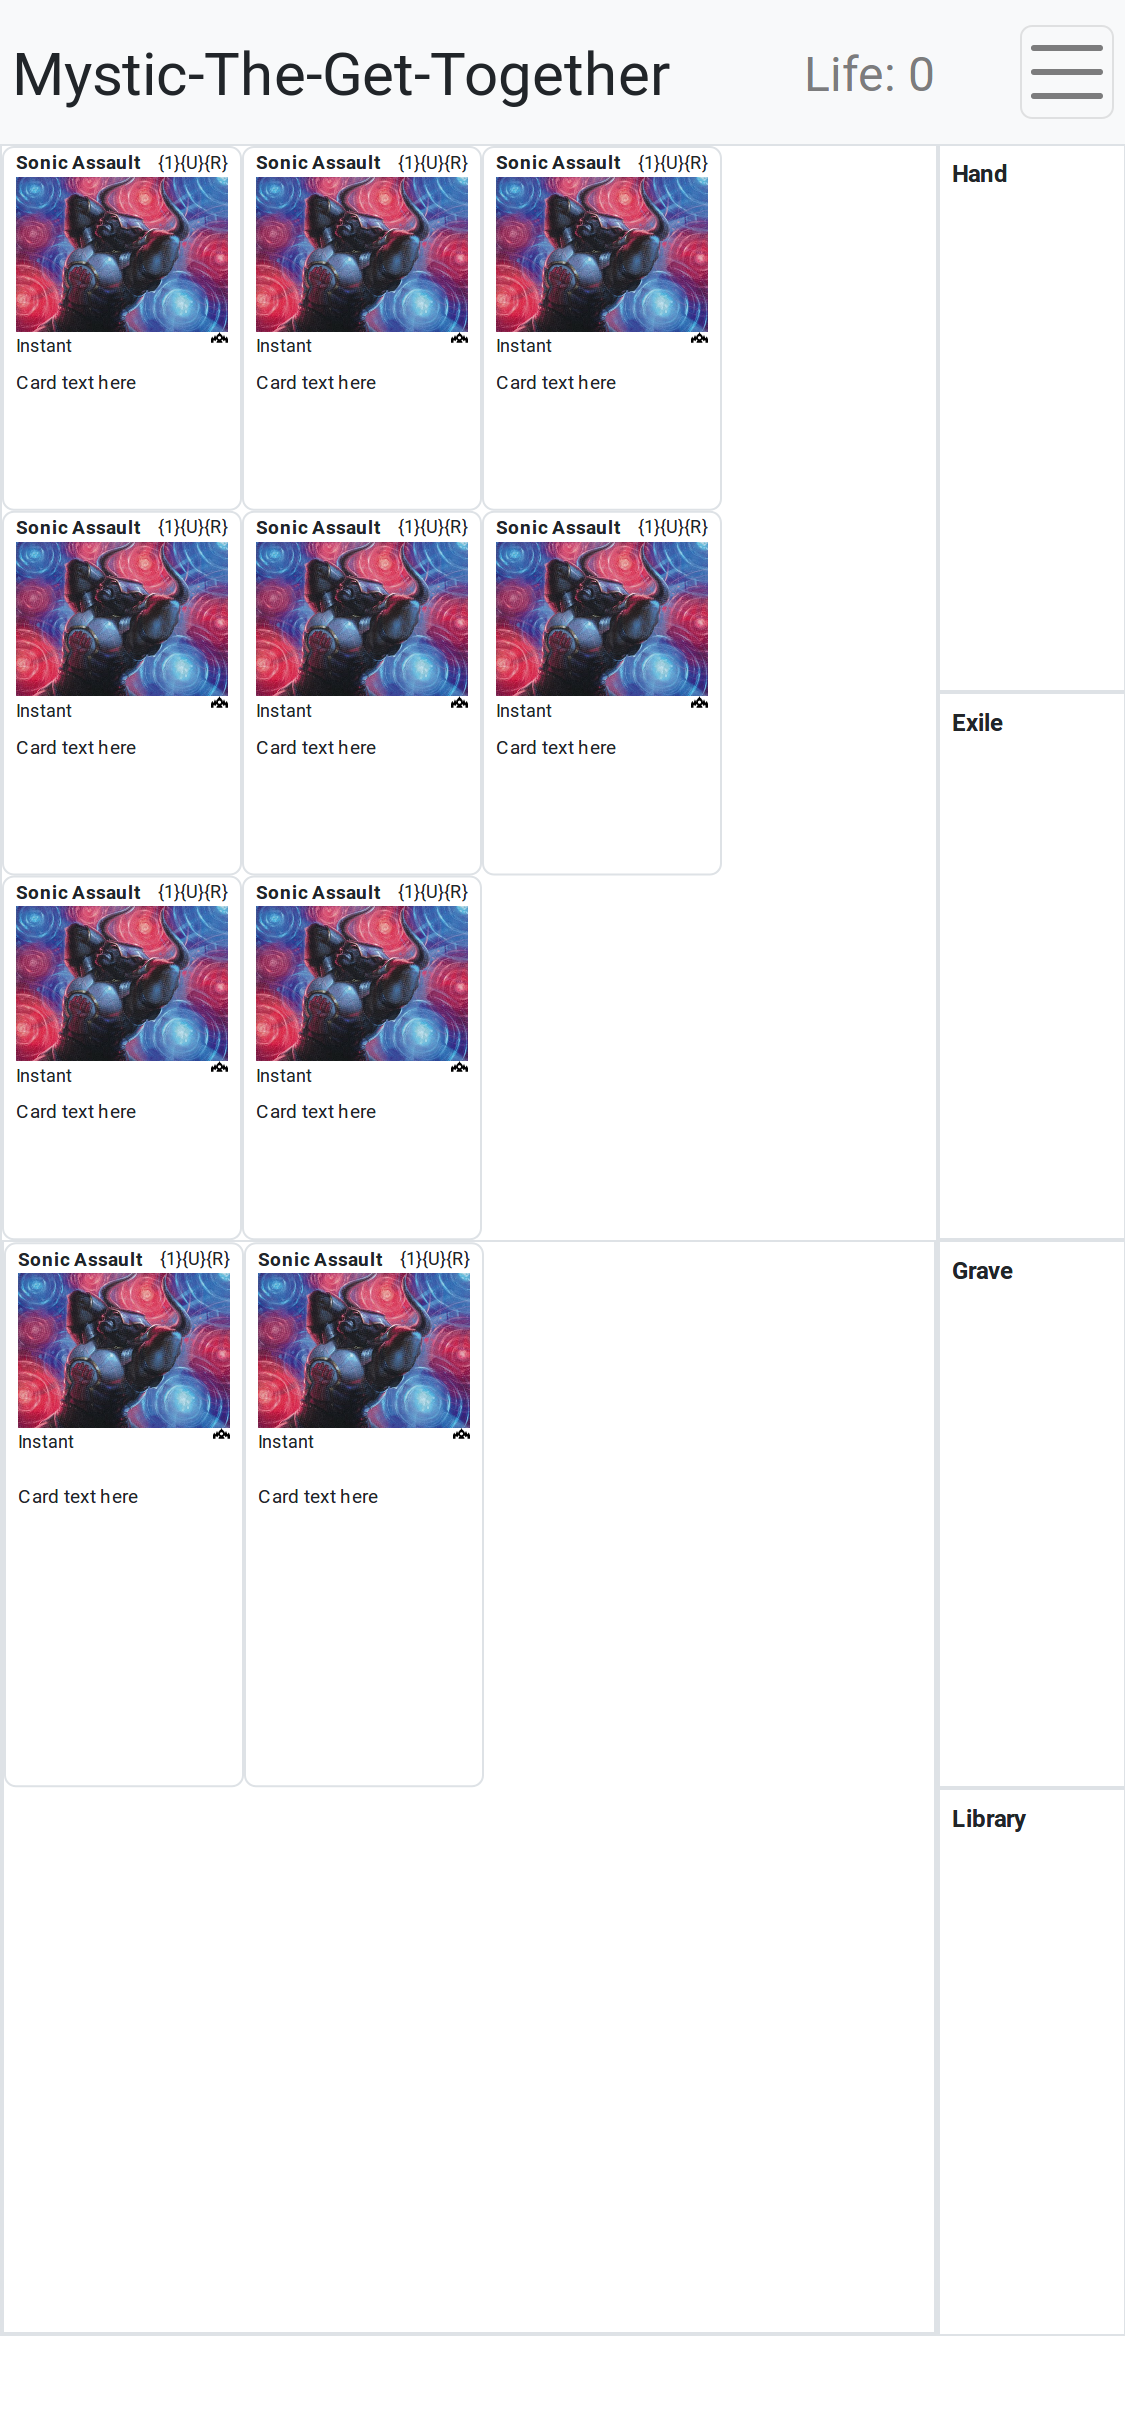 Mystic-The-Get-Together Life: 0
Sonic Assault {1}{U}{R} Sonic Assault {1}{U}{R} Sonic Assault {1}{U}{R}
Instant Instant Instant
Card text here Card text here Card text here
Sonic Assault {1}{U}{R} Sonic Assault {1}{U}{R} Sonic Assault {1}{U}{R}
Instant Instant Instant
Card text here Card text here Card text here
Sonic Assault {1}{U}{R} Sonic Assault {1}{U}{R}
Instant Instant
Card text here Card text here
Sonic Assault {1}{U}{R} Sonic Assault {1}{U}{R}
Instant Instant
Card text here Card text here
Hand
Exile
Grave
Library